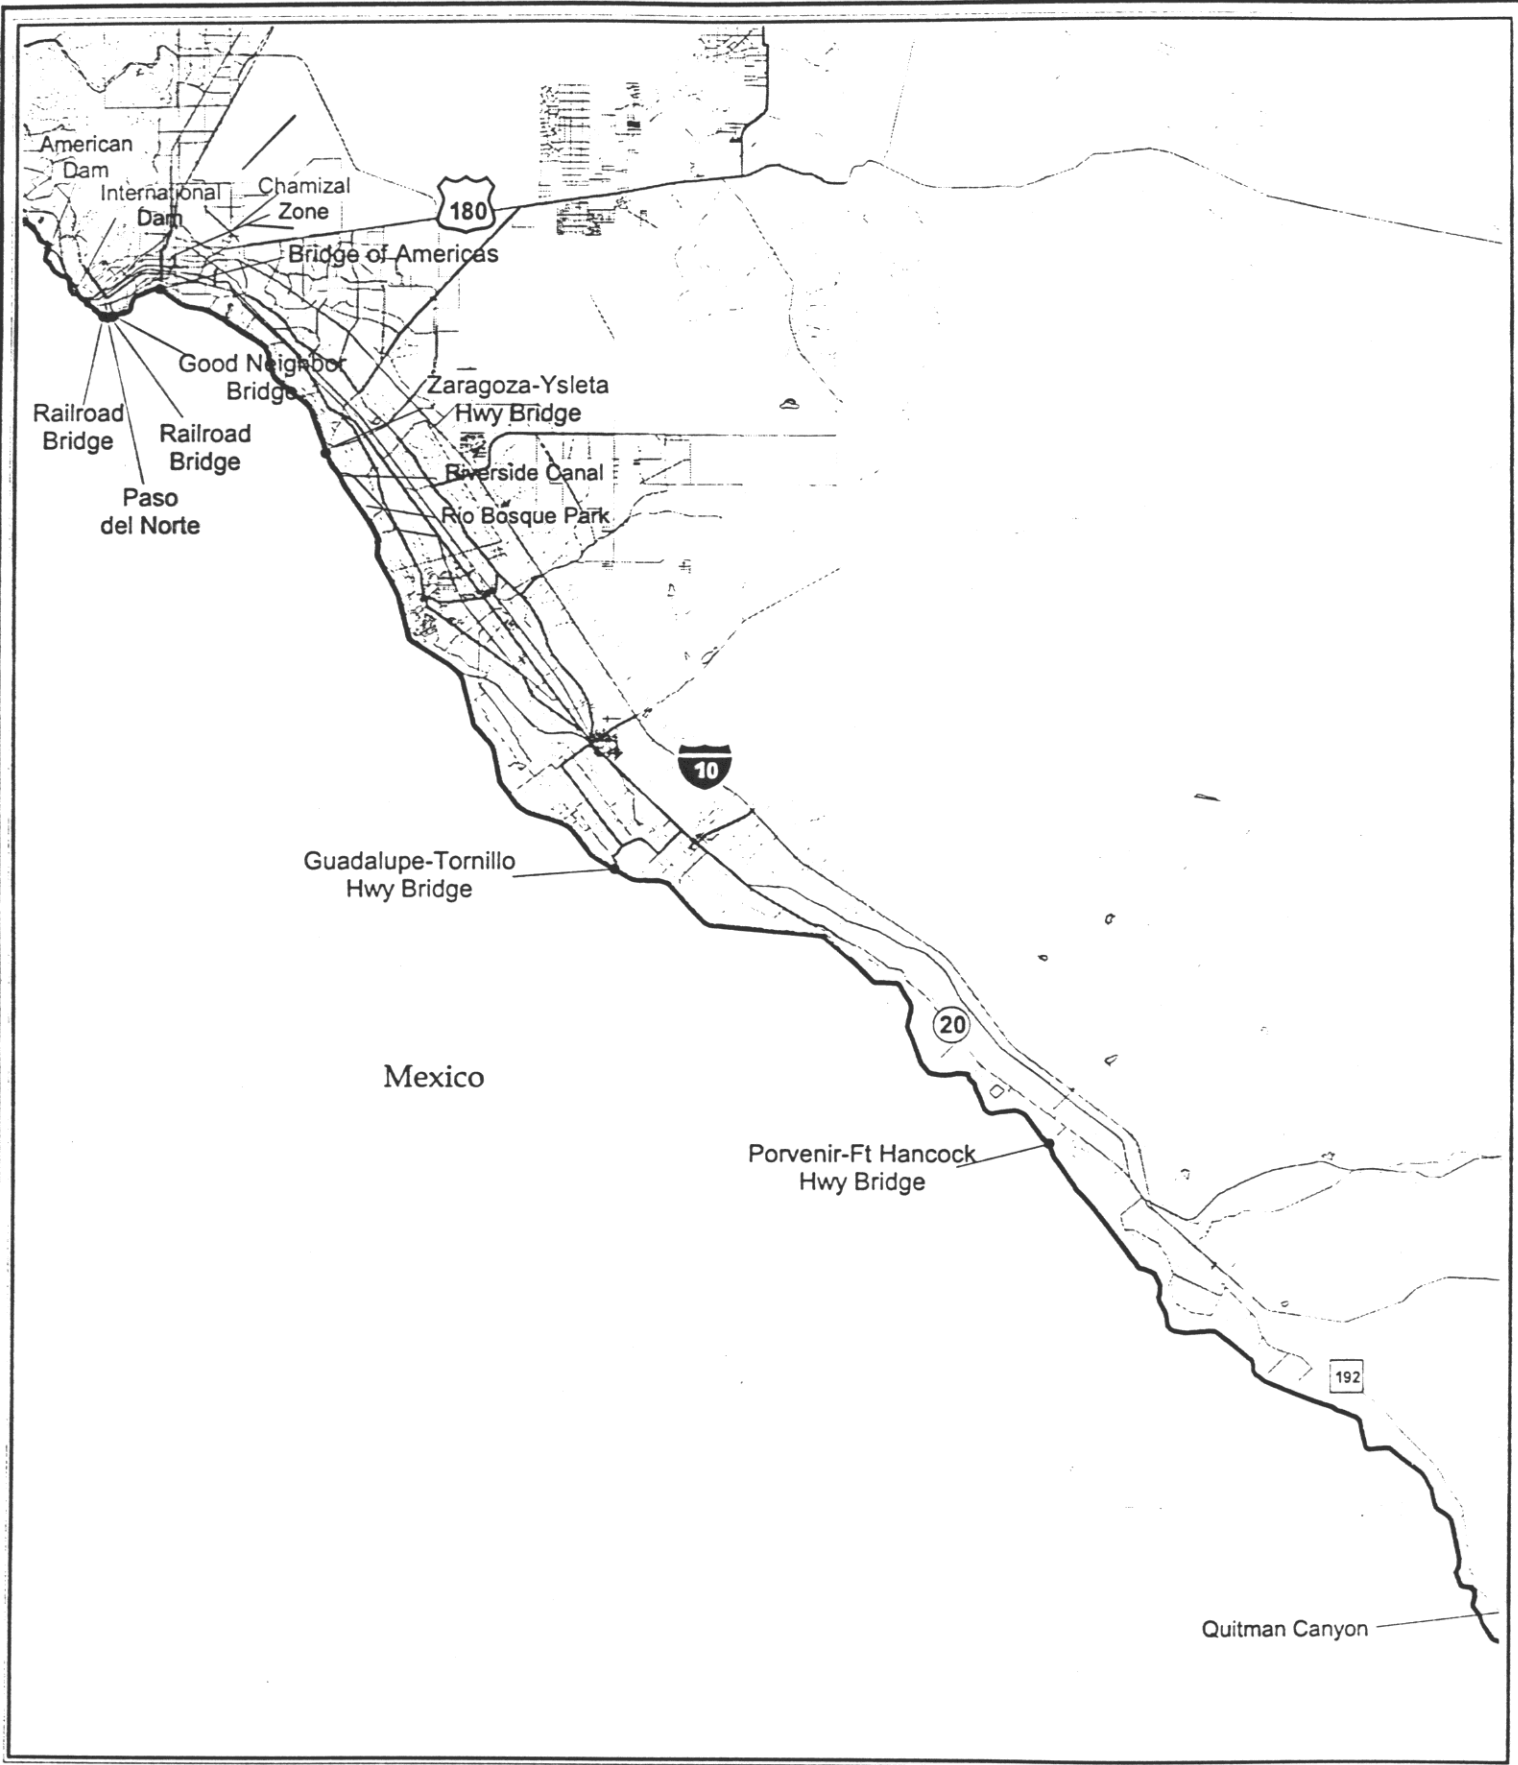 American
Dam
International
Dam
Chamizal
Zone
180
Bridge of Americas
Good Neighbor
Bridge
Zaragoza-Ysleta
Hwy Bridge
Railroad
Bridge
Railroad
Bridge
Paso
del Norte
Riverside Canal
Rio Bosque Park
10
Guadalupe-Tornillo
Hwy Bridge
20
Mexico
Porvenir-Ft Hancock
Hwy Bridge
192
Quitman Canyon